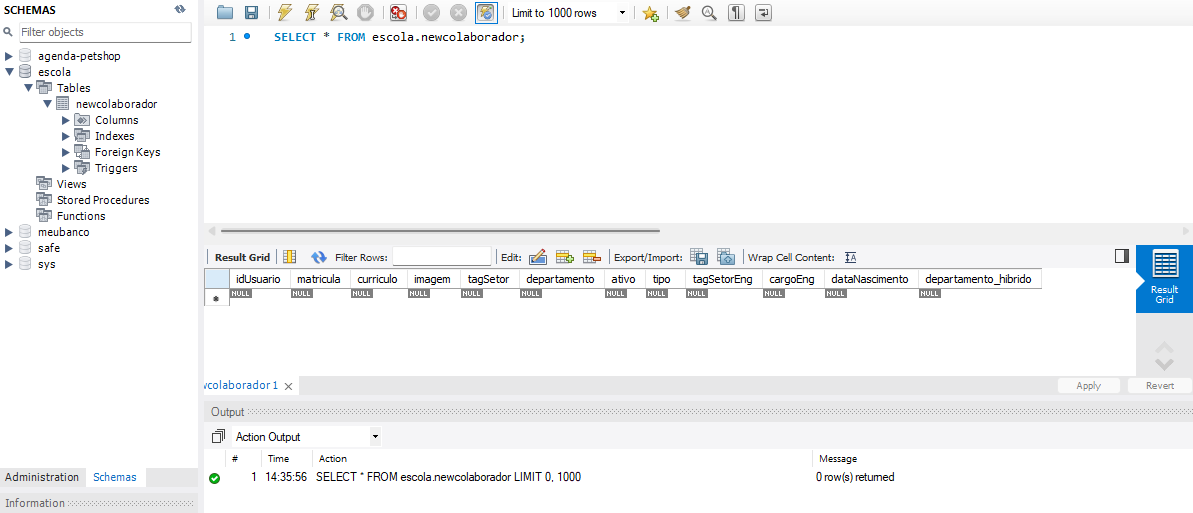 SCHEMAS
Filter objects
agenda-petshop
escola
Tables
newcolaborador
Columns
Indexes
Foreign Keys
Triggers
Views
Stored Procedures
Functions
meubanco
safe
sys
Administration Schemas
Information
Limit to 1000 rows
1 SELECT * FROM escola.newcolaborador;
Result Grid Filter Rows: Edit: Export/Import: Wrap Cell Content:
idUsuario matricula curriculo imagem tagSetor departamento ativo tipo tagSetorEng cargoEng dataNascimento departamento_hibrido
NULL NULL NULL NULL NULL NULL NULL NULL NULL NULL NULL NULL
Result
Grid
wcolaborador 1
Apply Revert
Output
Action Output
# Time Action Message
1 14:35:56 SELECT * FROM escola.newcolaborador LIMIT 0, 1000 0 row(s) returned